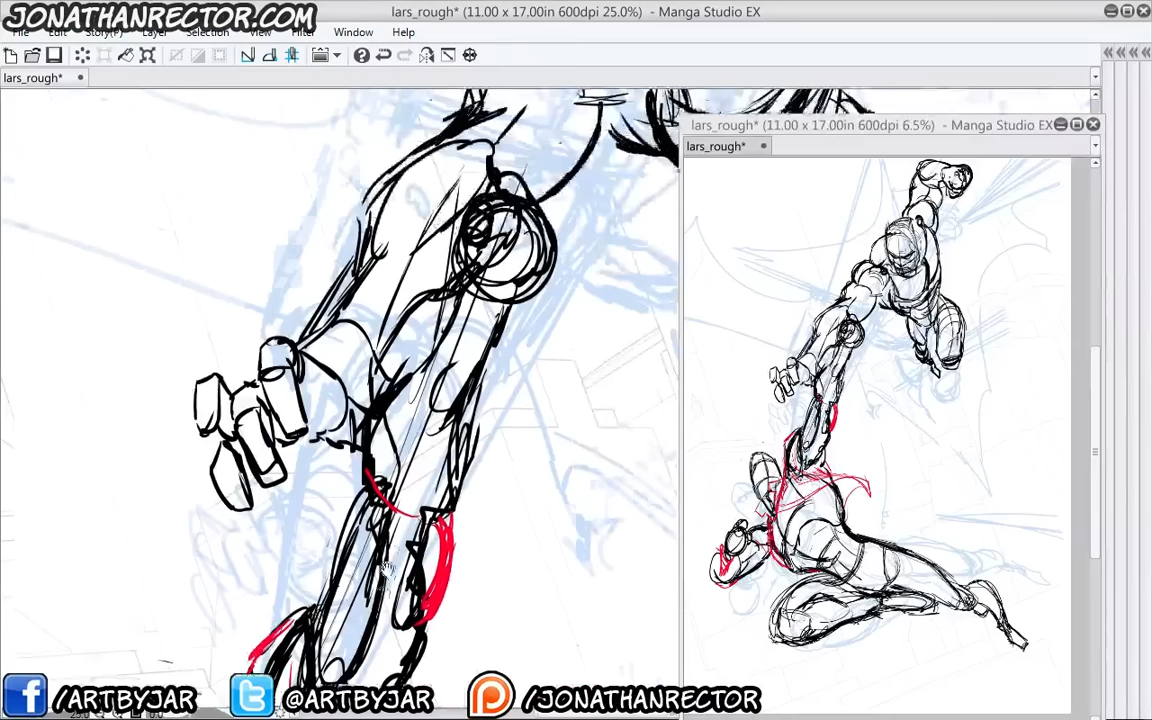 JONATHANRECTOR.COM
lars_rough* (11.00 x 17.00in 600dpi 25.0%) - Manga Studio EX
File Edit Story(P) Layer Selection View Filter Window Help
lars_rough*
lars_rough* (11.00 x 17.00in 600dpi 6.5%) - Manga Studio EX
lars_rough*
/ARTBYJAR @ARTBYJAR /JONATHANRECTOR